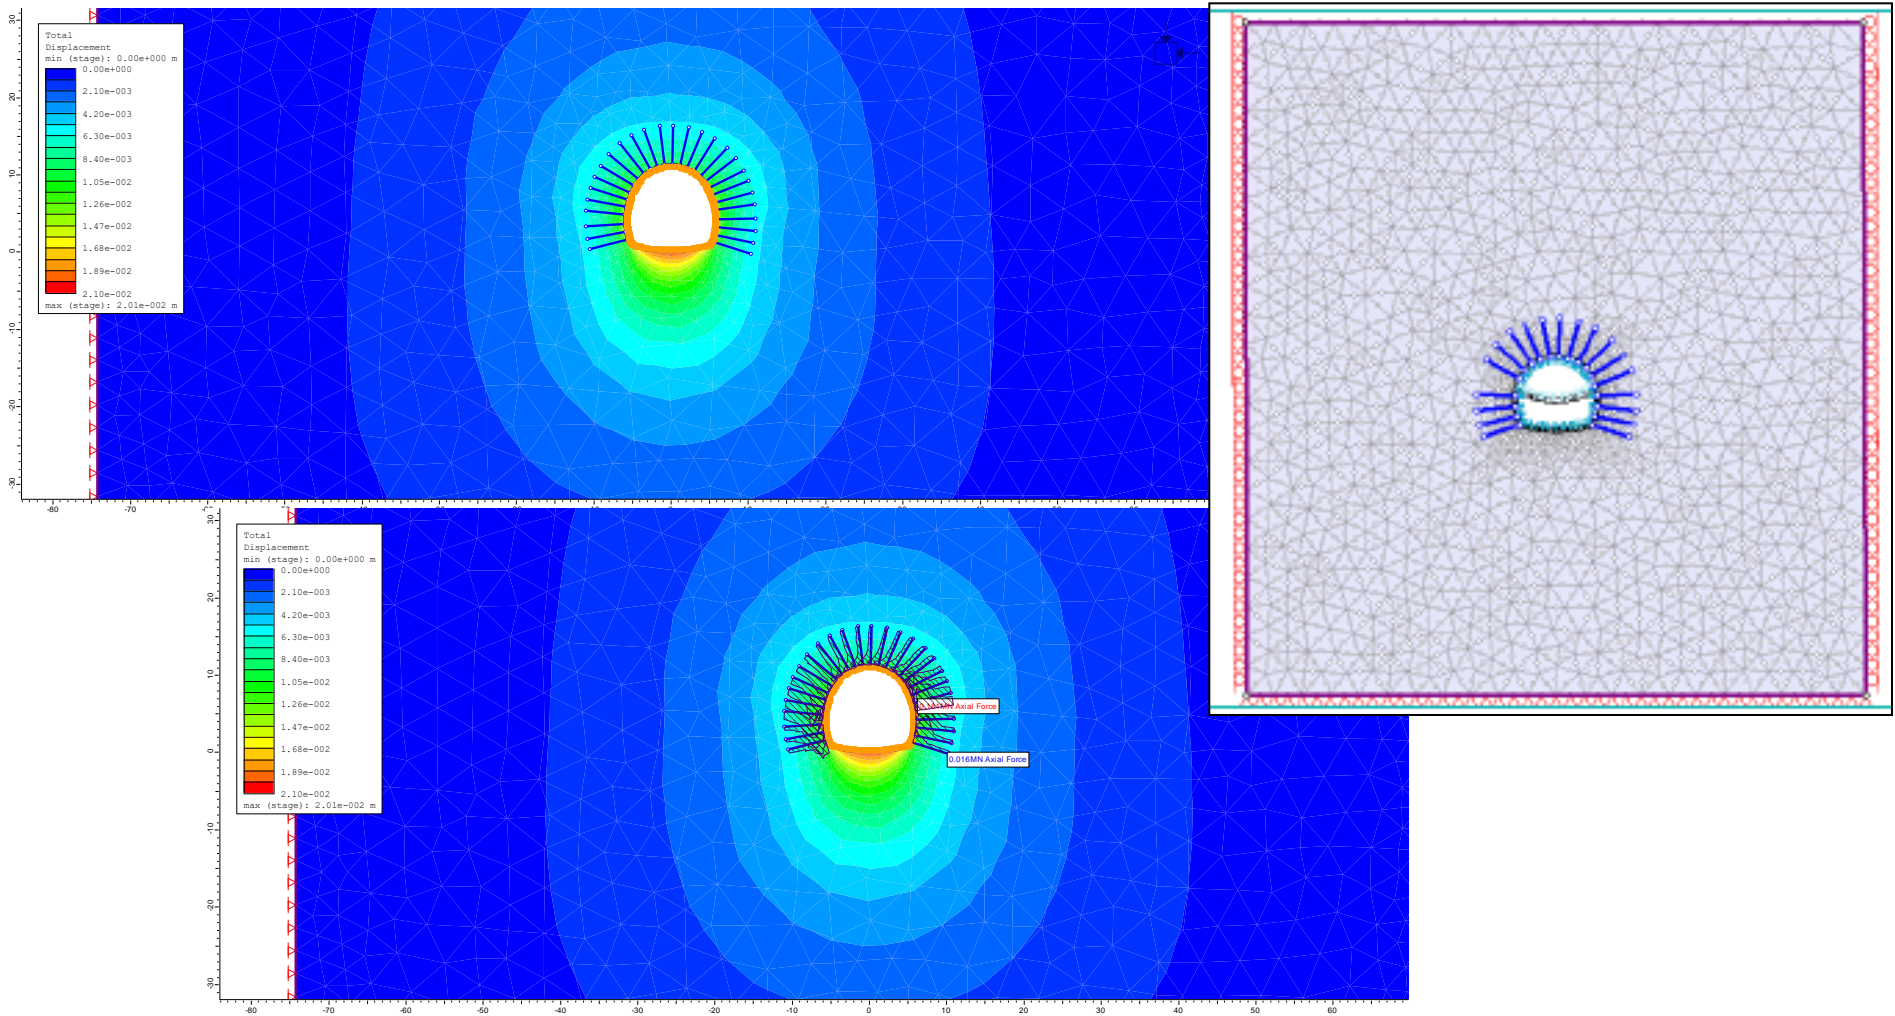 Total
Displacement
min (stage): 0.00e+000 m
0.00e+000
2.10e-003
4.20e-003
6.30e-003
8.40e-003
1.05e-002
1.26e-002
1.47e-002
1.68e-002
1.89e-002
2.10e-002
max (stage): 2.01e-002 m
30
20
10
0
-10
-20
-30
-80
-70
Total
Displacement
min (stage): 0.00e+000 m
0.00e+000
2.10e-003
4.20e-003
6.30e-003
8.40e-003
1.05e-002
1.26e-002
1.47e-002
1.68e-002
1.89e-002
2.10e-002
max (stage): 2.01e-002 m
30
20
10
0
-10
-20
-30
Axial Force
0.016MN Axial Force
-80
-70
-60
-50
-40
-30
-20
-10
0
10
20
30
40
50
60